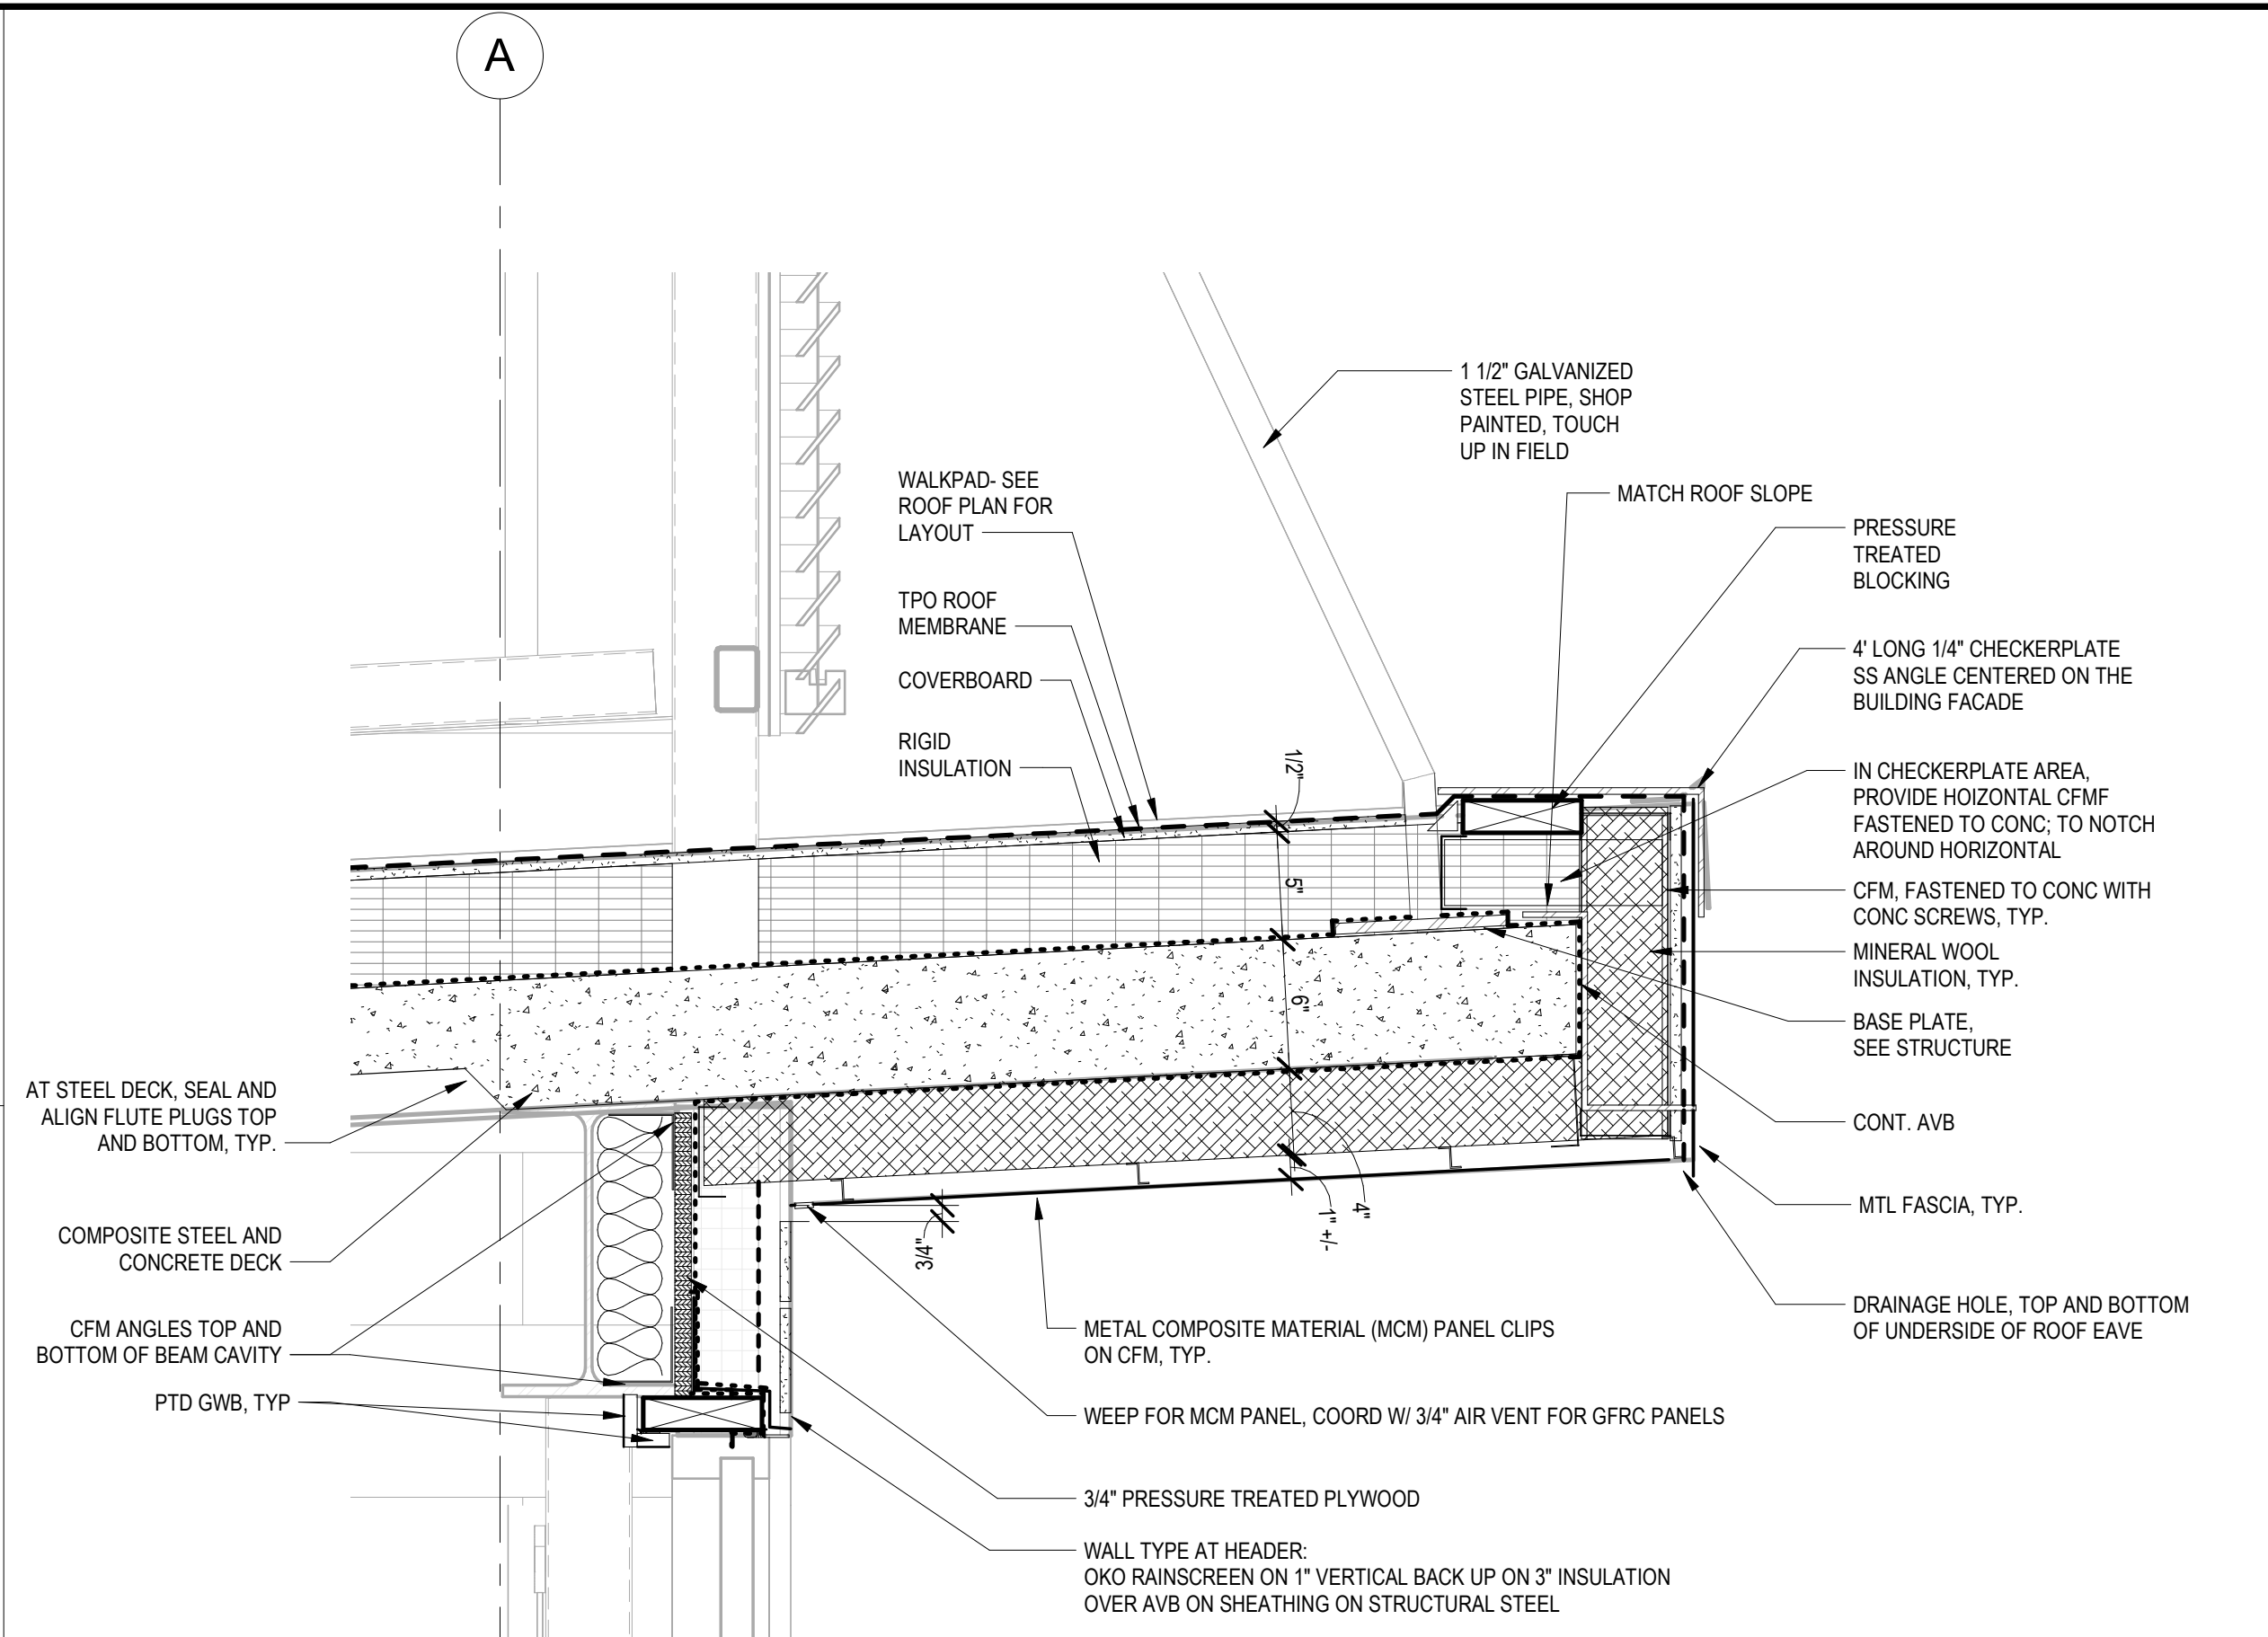 A
1 1/2" GALVANIZED
STEEL PIPE, SHOP
PAINTED, TOUCH
UP IN FIELD
WALKPAD- SEE
ROOF PLAN FOR
LAYOUT
MATCH ROOF SLOPE
PRESSURE
TREATED
BLOCKING
TPO ROOF
MEMBRANE
COVERBOARD
RIGID
INSULATION
4' LONG 1/4" CHECKERPLATE
SS ANGLE CENTERED ON THE
BUILDING FACADE
IN CHECKERPLATE AREA,
PROVIDE HOIZONTAL CFMF
FASTENED TO CONC; TO NOTCH
AROUND HORIZONTAL
CFM, FASTENED TO CONC WITH
CONC SCREWS, TYP.
MINERAL WOOL
INSULATION, TYP.
BASE PLATE,
SEE STRUCTURE
CONT. AVB
MTL FASCIA, TYP.
DRAINAGE HOLE, TOP AND BOTTOM
OF UNDERSIDE OF ROOF EAVE
1/2"
5"
6"
4"
1" +/-
3/4"
AT STEEL DECK, SEAL AND
ALIGN FLUTE PLUGS TOP
AND BOTTOM, TYP.
COMPOSITE STEEL AND
CONCRETE DECK
CFM ANGLES TOP AND
BOTTOM OF BEAM CAVITY
PTD GWB, TYP
METAL COMPOSITE MATERIAL (MCM) PANEL CLIPS
ON CFM, TYP.
WEEP FOR MCM PANEL, COORD W/ 3/4" AIR VENT FOR GFRC PANELS
3/4" PRESSURE TREATED PLYWOOD
WALL TYPE AT HEADER:
OKO RAINSCREEN ON 1" VERTICAL BACK UP ON 3" INSULATION
OVER AVB ON SHEATHING ON STRUCTURAL STEEL